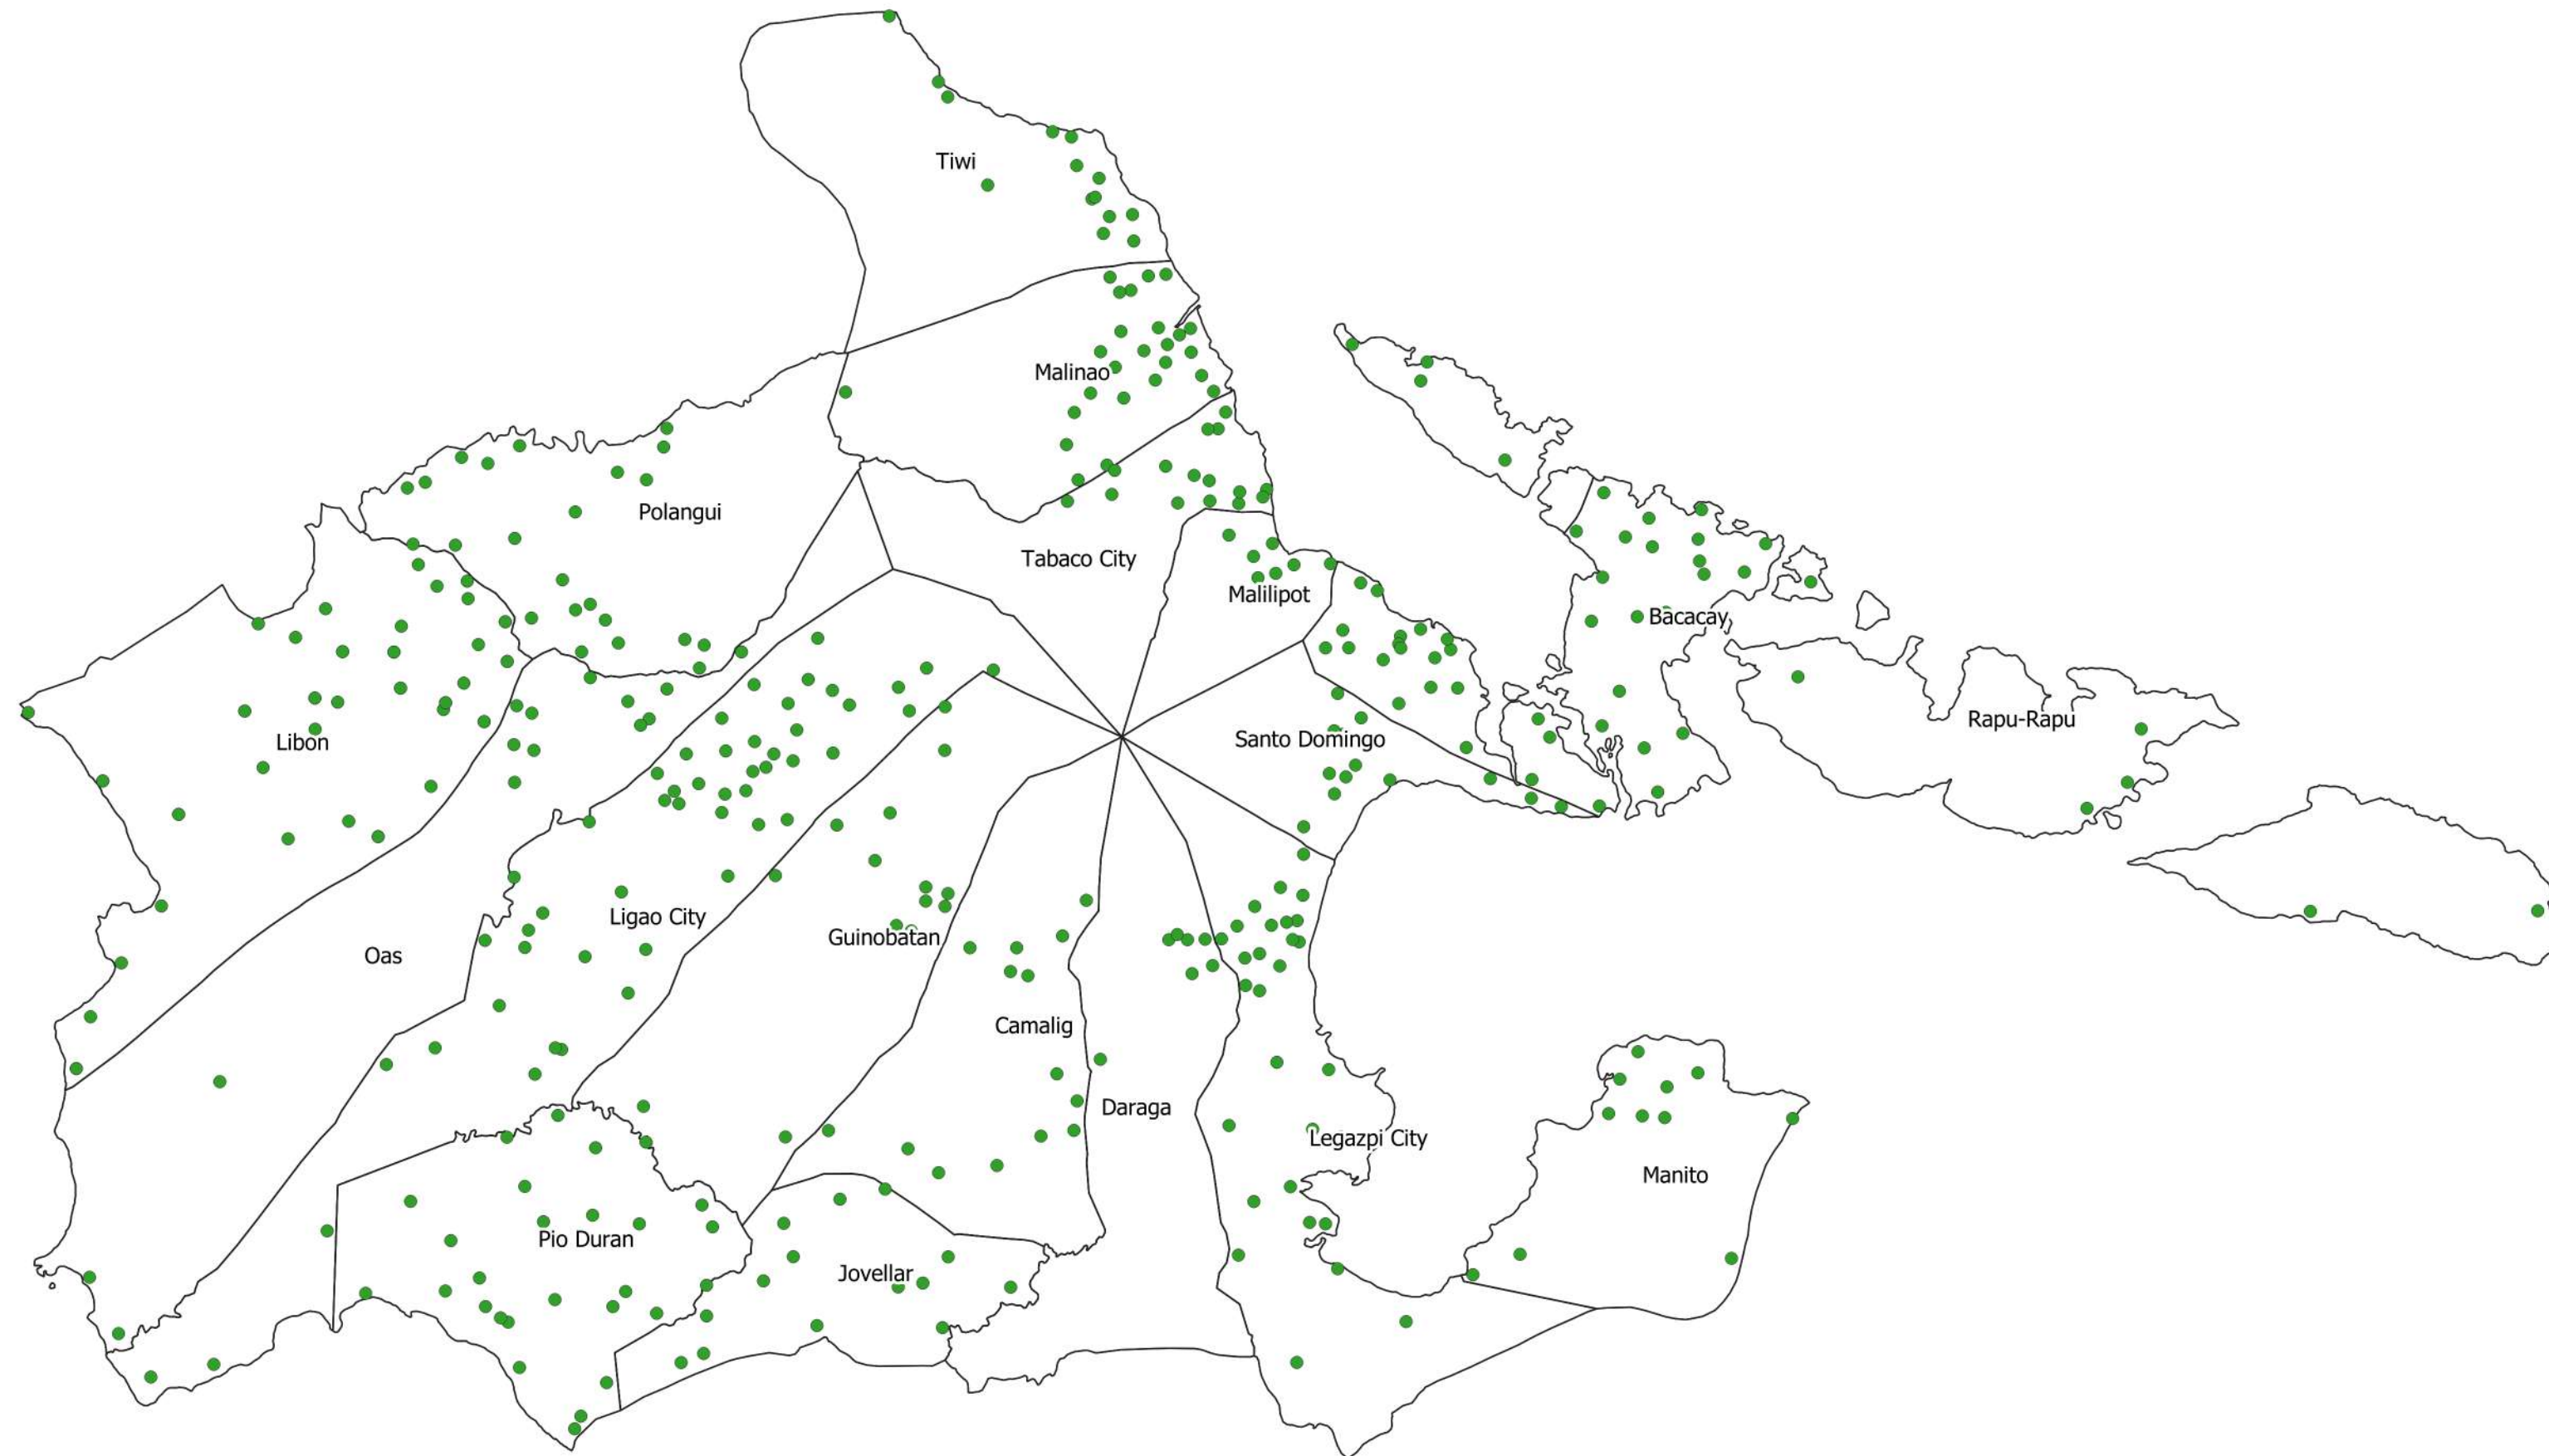 Tiwi
Malinao
Polangui
Tabaco City
Malilipot
Bacacay
Rapu-Rapu
Libon
Santo Domingo
Ligao City
Guinobatan
Oas
Camalig
Daraga
Legazpi City
Manito
Pio Duran
Jovellar